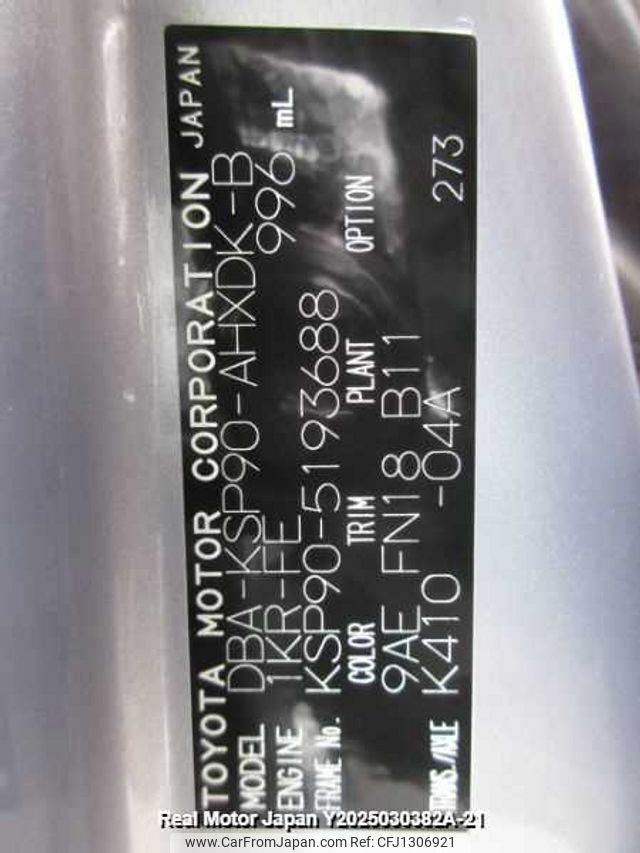 TOYOTA MOTOR CORPORATION JAPAN
MODEL DBA-KSP90-AHXDK-B
ENGINE 1KR-FE 996 mL
FRAME No. KSP90-5193688
COLOR TRIM PLANT OPTION
9AE FN18 B11
TRANS./AXLE K410 -04A 273
Real Motor Japan Y2025030382A-21
www.CarFromJapan.com Ref: CFJ1306921